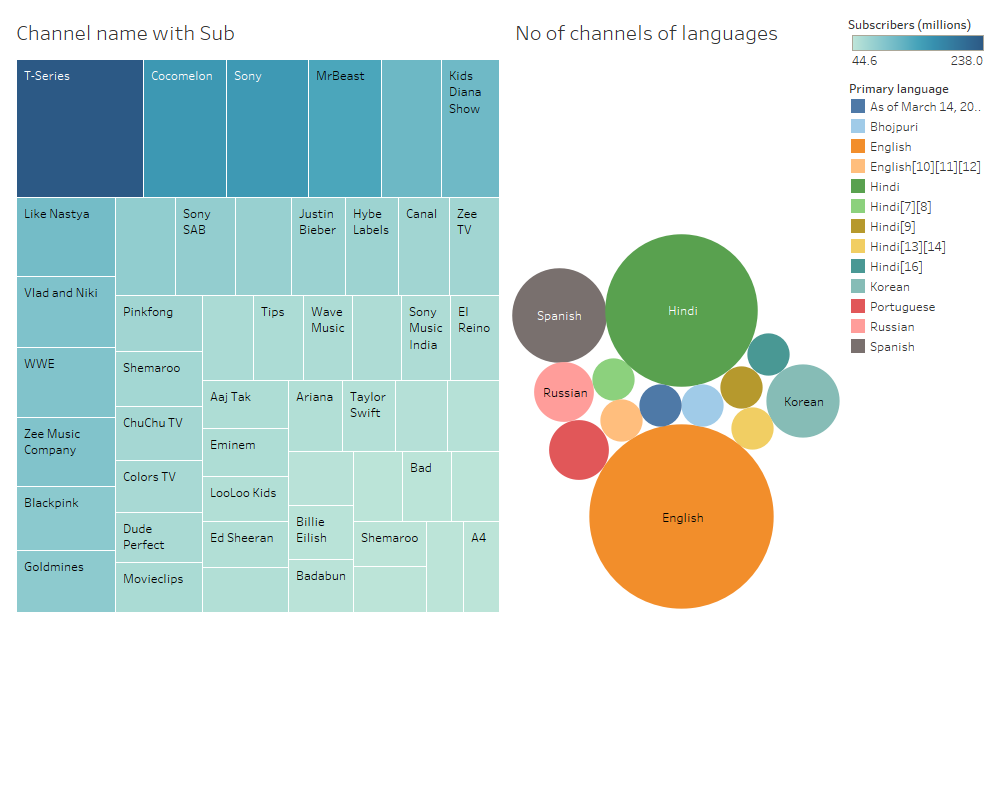 Channel name with Sub
T-Series
Cocomelon
Sony
MrBeast
Kids
Diana
Show
Like Nastya
Sony
SAB
Justin
Bieber
Hybe
Labels
Canal
Zee
TV
Vlad and Niki
WWE
Zee Music
Company
Blackpink
Goldmines
Pinkfong
Shemaroo
ChuChu TV
Colors TV
Dude
Perfect
Movieclips
Tips
Wave
Music
Sony
Music
India
El
Reino
Aaj Tak
Eminem
LooLoo Kids
Ed Sheeran
Ariana
Taylor
Swift
Bad
Billie
Eilish
Badabun
Shemaroo
A4
No of channels of languages
Spanish
Hindi
Russian
Korean
English
Subscribers (millions)
44.6 238.0
Primary language
As of March 14, 20..
Bhojpuri
English
English[10][11][12]
Hindi
Hindi[7][8]
Hindi[9]
Hindi[13][14]
Hindi[16]
Korean
Portuguese
Russian
Spanish